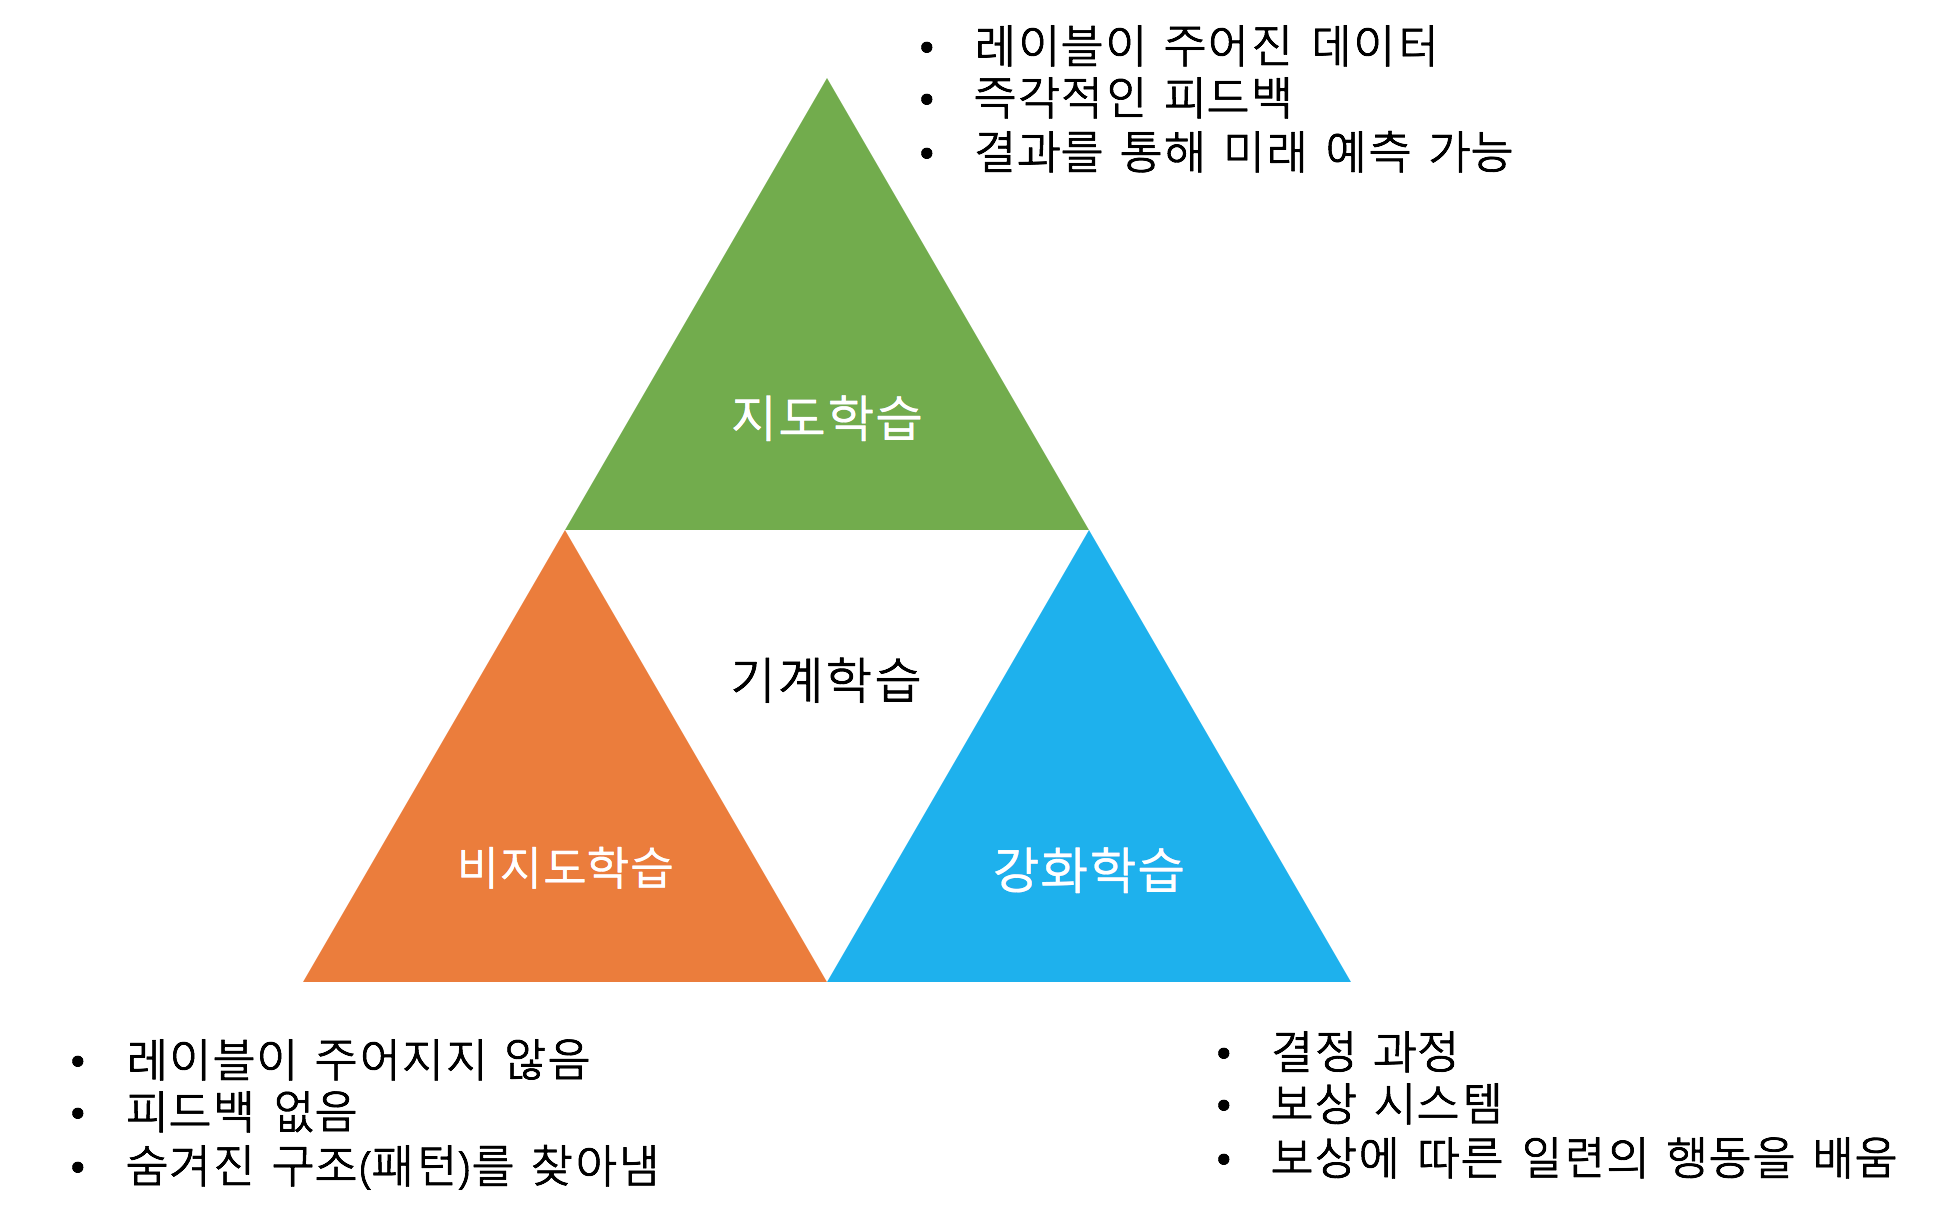 • 레이블이 주어진 데이터
• 즉각적인 피드백
• 결과를 통해 미래 예측 가능
지도학습
기계학습
비지도학습
강화학습
• 레이블이 주어지지 않음
• 피드백 없음
• 숨겨진 구조(패턴)를 찾아냄
• 결정 과정
• 보상 시스템
• 보상에 따른 일련의 행동을 배움